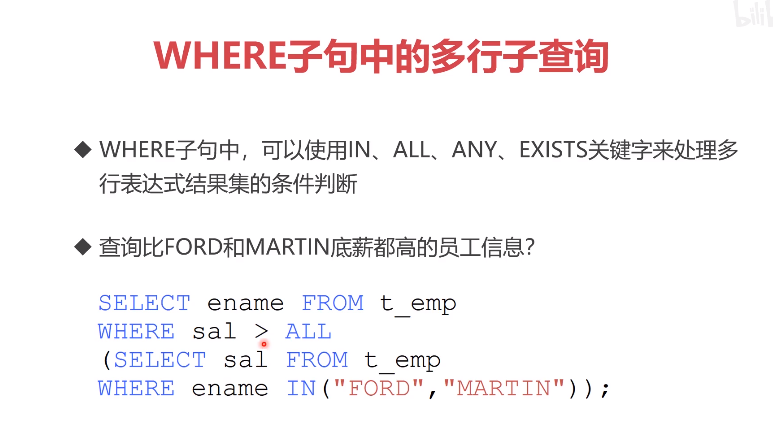 WHERE子句中的多行子查询
◆ WHERE子句中，可以使用IN、ALL、ANY、EXISTS关键字来处理多
行表达式结果集的条件判断
◆ 查询比FORD和MARTIN底薪都高的员工信息?
SELECT ename FROM t_emp
WHERE sal > ALL
(SELECT sal FROM t_emp
WHERE ename IN("FORD","MARTIN"));